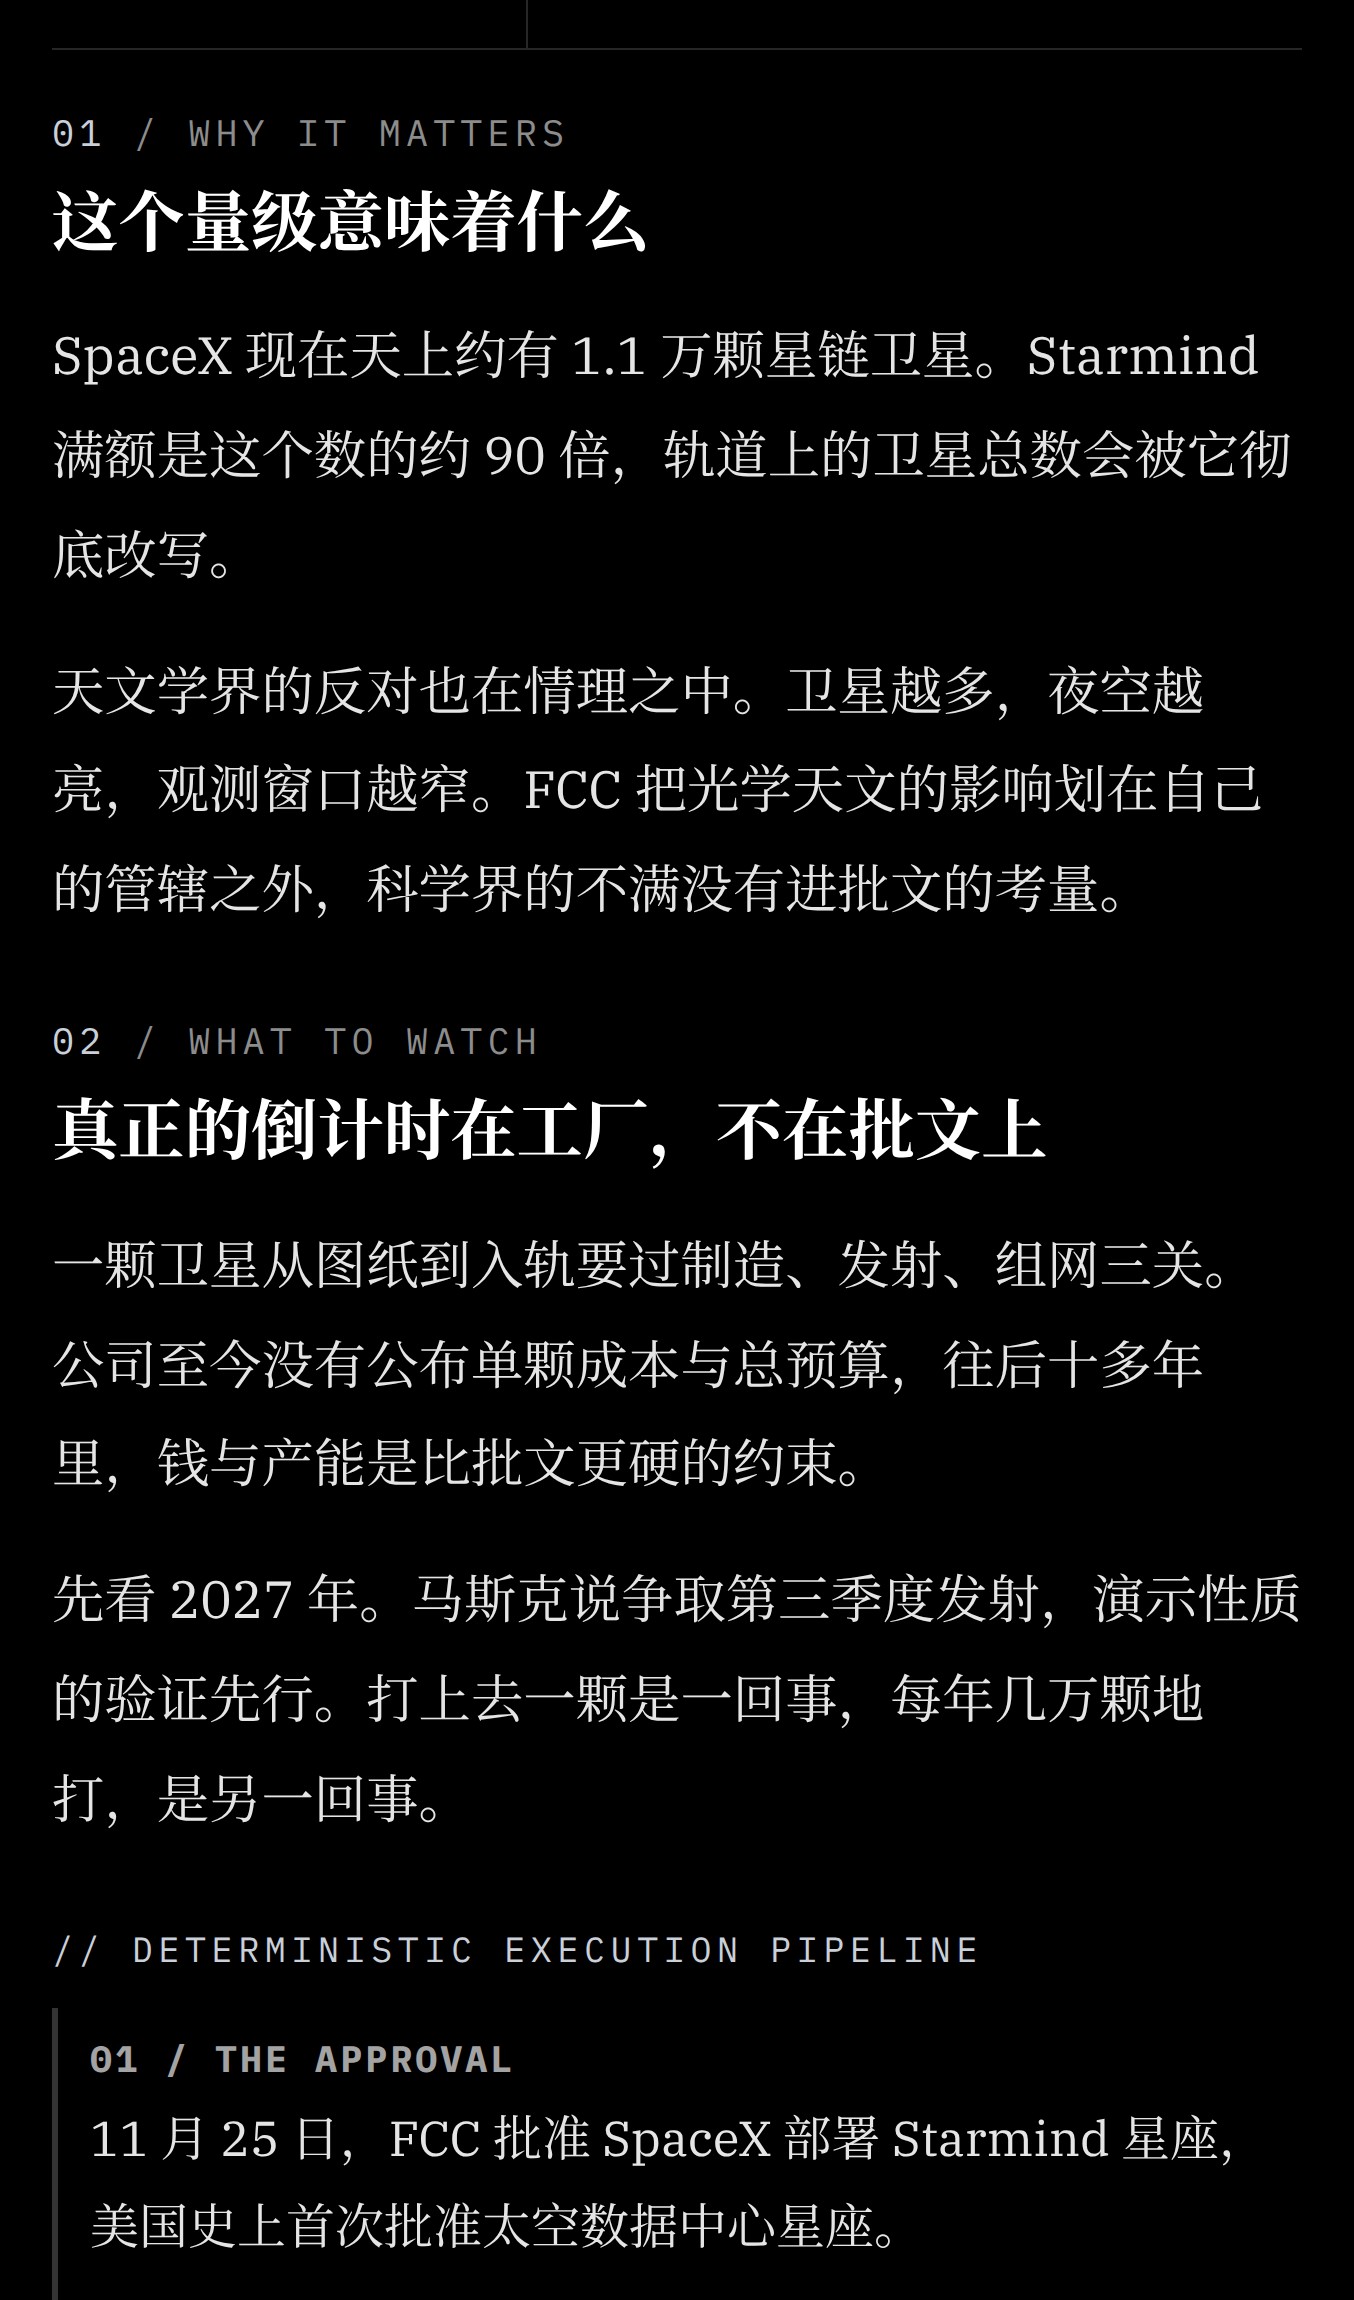 01 / WHY IT MATTERS
这个量级意味着什么
SpaceX 现在天上约有 1.1 万颗星链卫星。Starmind
满额是这个数的约 90 倍，轨道上的卫星总数会被它彻
底改写。
天文学界的反对也在情理之中。卫星越多，夜空越
亮，观测窗口越窄。FCC 把光学天文的影响划在自己
的管辖之外，科学界的不满没有进批文的考量。
02 / WHAT TO WATCH
真正的倒计时在工厂，不在批文上
一颗卫星从图纸到入轨要过制造、发射、组网三关。
公司至今没有公布单颗成本与总预算，往后十多年
里，钱与产能是比批文更硬的约束。
先看 2027 年。马斯克说争取第三季度发射，演示性质
的验证先行。打上去一颗是一回事，每年几万颗地
打，是另一回事。
// DETERMINISTIC EXECUTION PIPELINE
01 / THE APPROVAL
11 月 25 日，FCC 批准 SpaceX 部署 Starmind 星座，
美国史上首次批准太空数据中心星座。